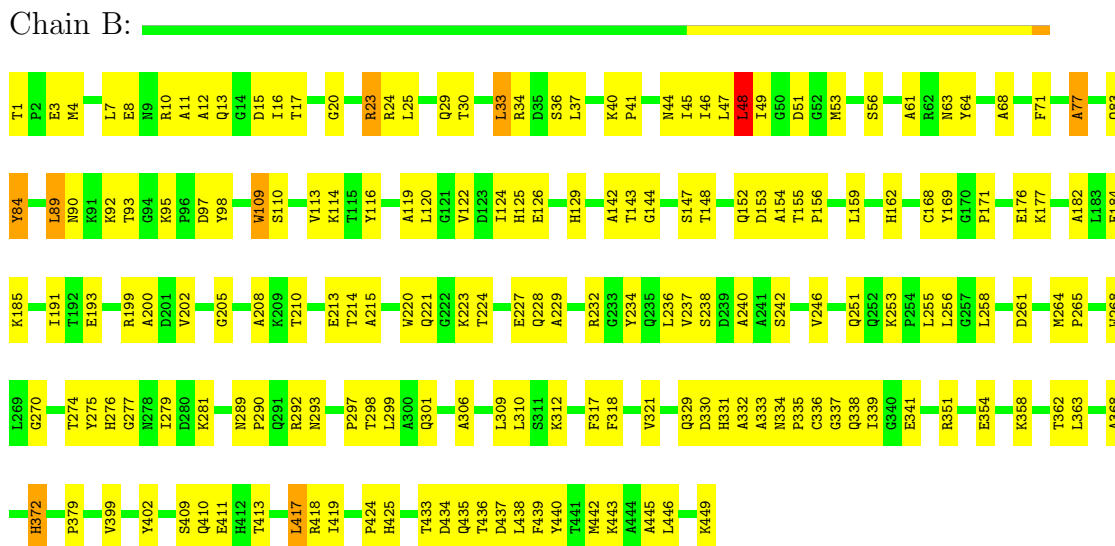 Chain B:
T1 P2 E3 M4 L7 E8 N9 R10 A11 A12 Q13 G14 D15 I16 T17 G20 R23 R24 L25 Q29 T30 L33 R34 D35 S36 L37 K40 P41 N44 I45 I46 L47 L48 I49 G50 D51 G52 M53 S56 A61 R62 N63 Y64 A68 F71 A77
Y84 L89 N90 K91 K92 T93 G94 K95 P96 D97 Y98 W109 S110 V113 K114 T115 Y116 A119 L120 G121 V122 D123 I124 H125 E126 H129 A142 T143 G144 S147 T148 Q152 D153 A154 T155 P156 L159 H162 C168 Y169 G170 P171 E176 K177 A182 L183
K185 I191 T192 E193 R199 A200 D201 V202 G205 A208 K209 T210 E213 T214 A215 W220 Q221 G222 K223 T224 E227 Q228 A229 R232 G233 Y234 Q235 L236 V237 S238 D239 A240 A241 S242 V246 Q251 Q252 K253 P254 L255 L256 G257 L258 D261 M264 P265
L269 G270 T274 Y275 H276 G277 N278 I279 D280 K281 N289 P290 Q291 R292 N293 P297 T298 L299 A300 Q301 A306 L309 L310 S311 K312 F317 F318 V321 Q329 D330 H331 A332 A333 N334 P335 C336 G337 Q338 I339 G340 E341 R351 E354 K358 T362 L363
H372 P379 V399 Y402 S409 Q410 E411 H412 T413 L417 R418 I419 P424 H425 T433 D434 Q435 T436 D437 L438 F439 Y440 T441 M442 K443 A444 A445 L446 K449